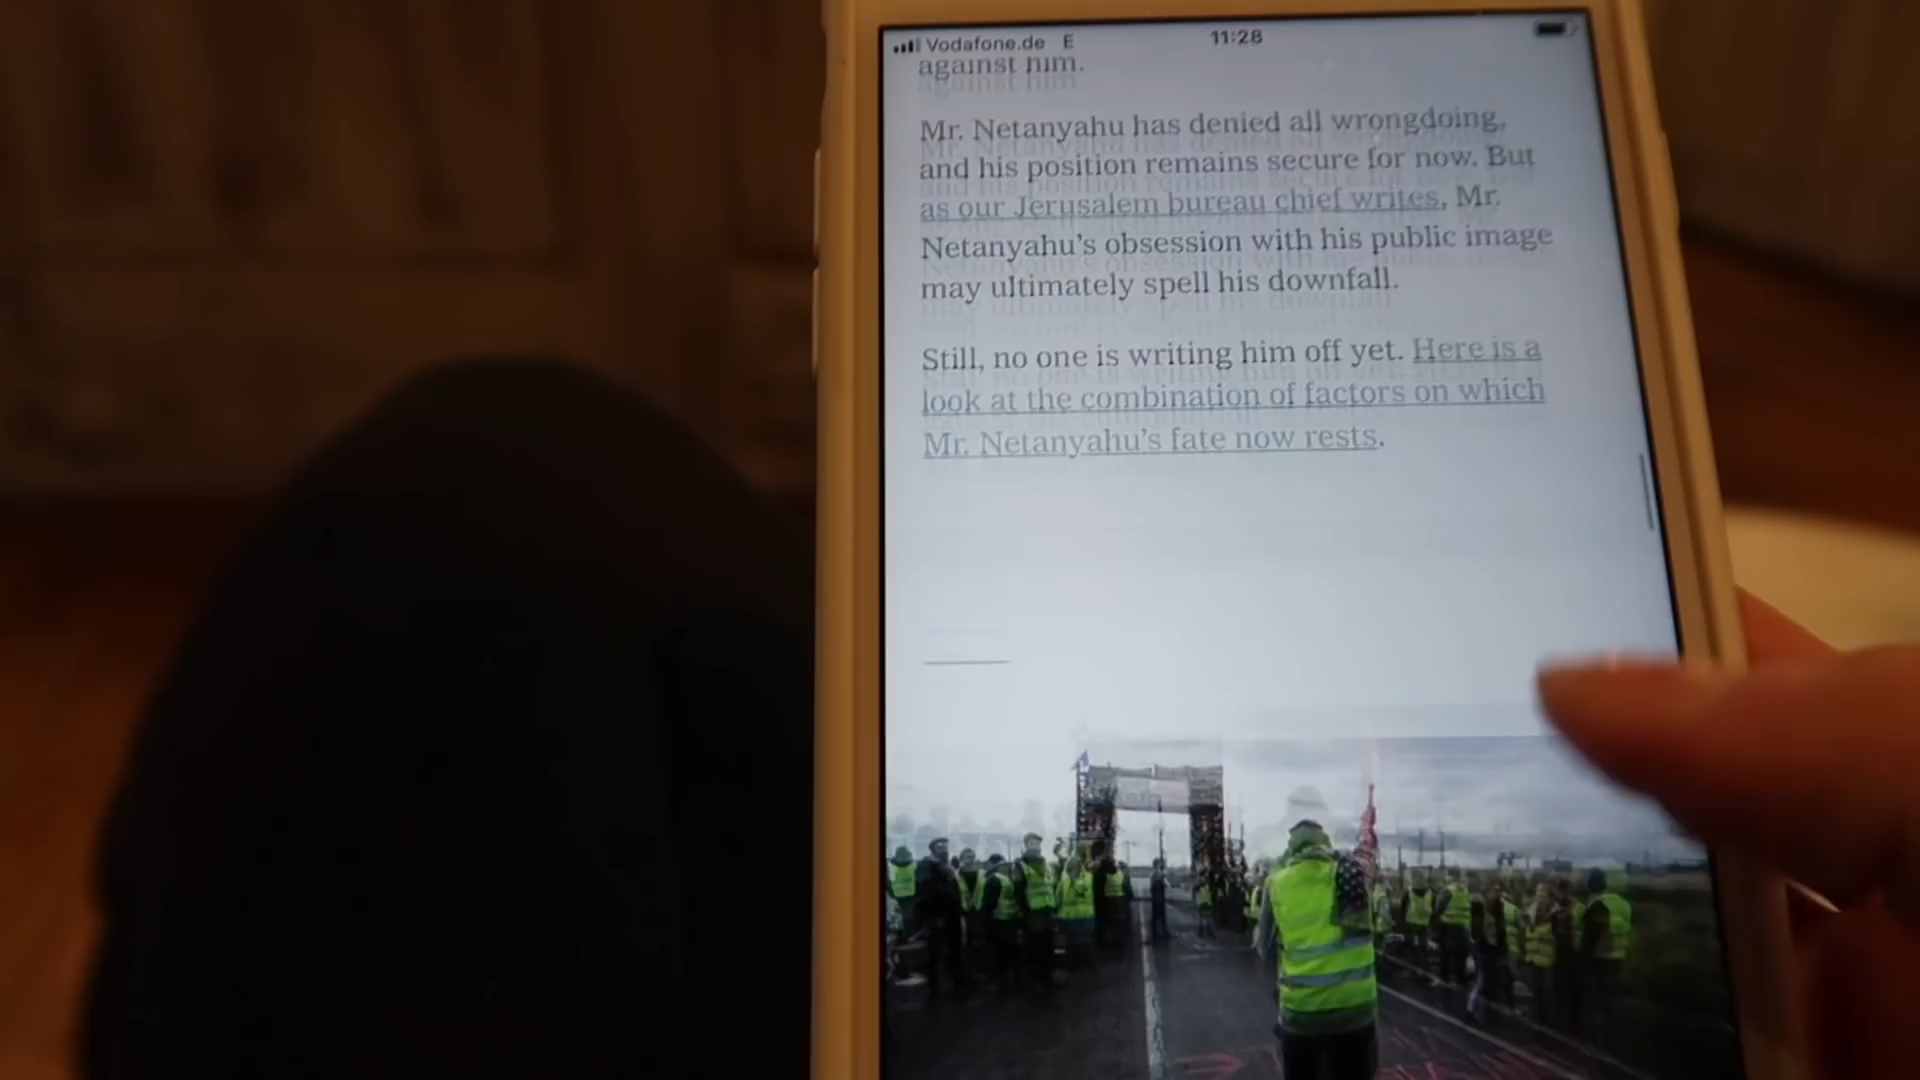 Vodafone.de E 11:28
against him.
Mr. Netanyahu has denied all wrongdoing,
and his position remains secure for now. But
as our Jerusalem bureau chief writes, Mr.
Netanyahu's obsession with his public image
may ultimately spell his downfall.
Still, no one is writing him off yet. Here is a
look at the combination of factors on which
Mr. Netanyahu's fate now rests.